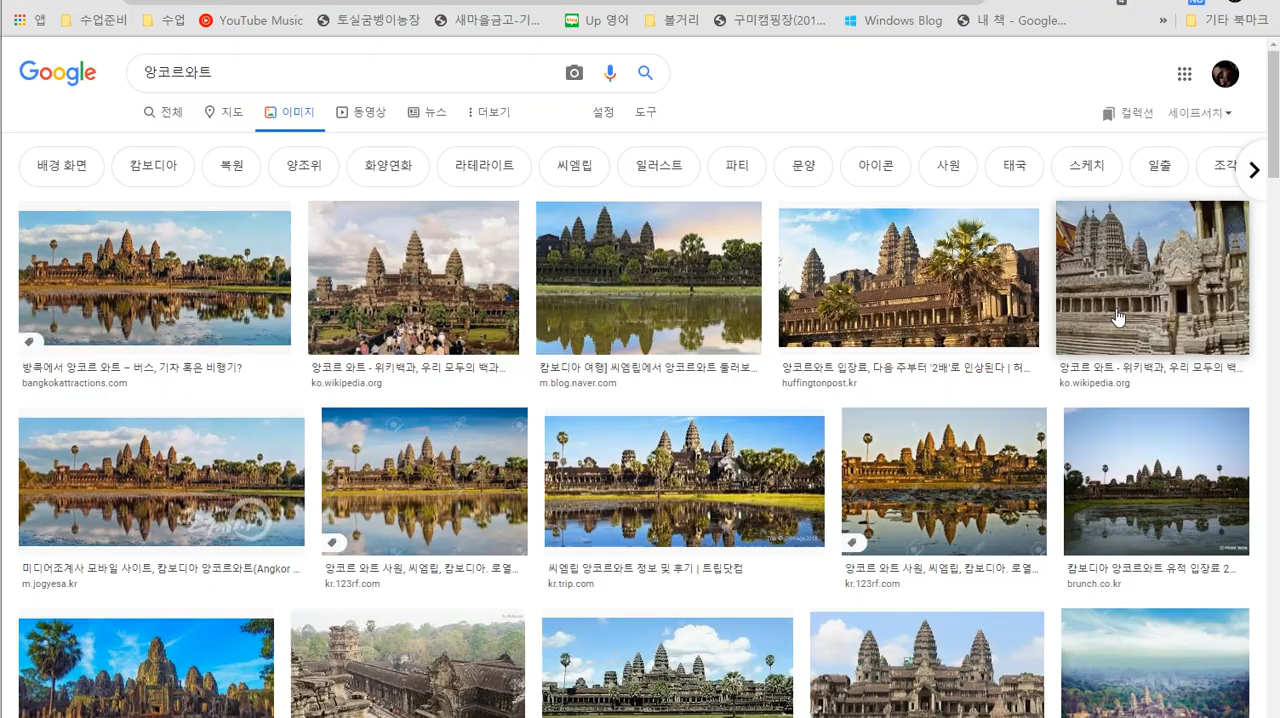 앱 수업준비 수업 YouTube Music 토실굼벵이농장 새마을금고-기... Up 영어 볼거리 구미캠핑장(201... Windows Blog 내 책 - Google... » 기타 북마크
Google 앙코르와트
전체 지도 이미지 동영상 뉴스 더보기 설정 도구 컬렉션 세이프서치
배경 화면 캄보디아 복원 양조위 화양연화 라테라이트 씨엠립 일러스트 파티 문양 아이콘 사원 태국 스케치 일출 조각
방콕에서 앙코르 와트 – 버스, 기차 혹은 비행기? 앙코르 와트 - 위키백과, 우리 모두의 백과... 캄보디아 여행] 씨엠립에서 앙코르와트 둘러보... 앙코르와트 입장료, 다음 주부터 '2배'로 인상된다 | 허... 앙코르 와트 - 위키백과, 우리 모두의 백...
bangkokattractions.com ko.wikipedia.org m.blog.naver.com huffingtonpost.kr ko.wikipedia.org
미디어조계사 모바일 사이트, 캄보디아 앙코르와트(Angkor ... 앙코르 와트 사원, 씨엠립, 캄보디아. 로열... 씨엠립 앙코르와트 정보 및 후기 | 트립닷컴 앙코르 와트 사원, 씨엠립, 캄보디아. 로열... 캄보디아 앙코르와트 유적 입장료 2...
m.jogyesa.kr kr.123rf.com kr.trip.com kr.123rf.com brunch.co.kr